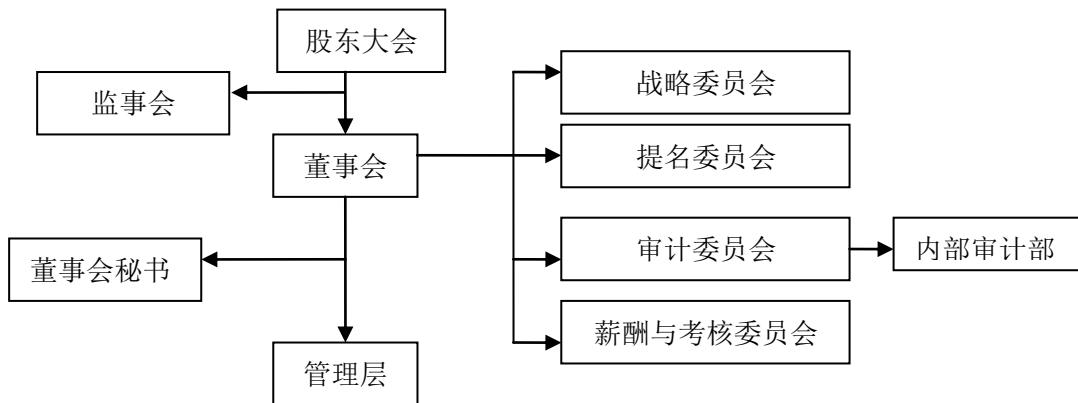 股东大会
监事会
战略委员会
董事会
提名委员会
董事会秘书
审计委员会
内部审计部
薪酬与考核委员会
管理层